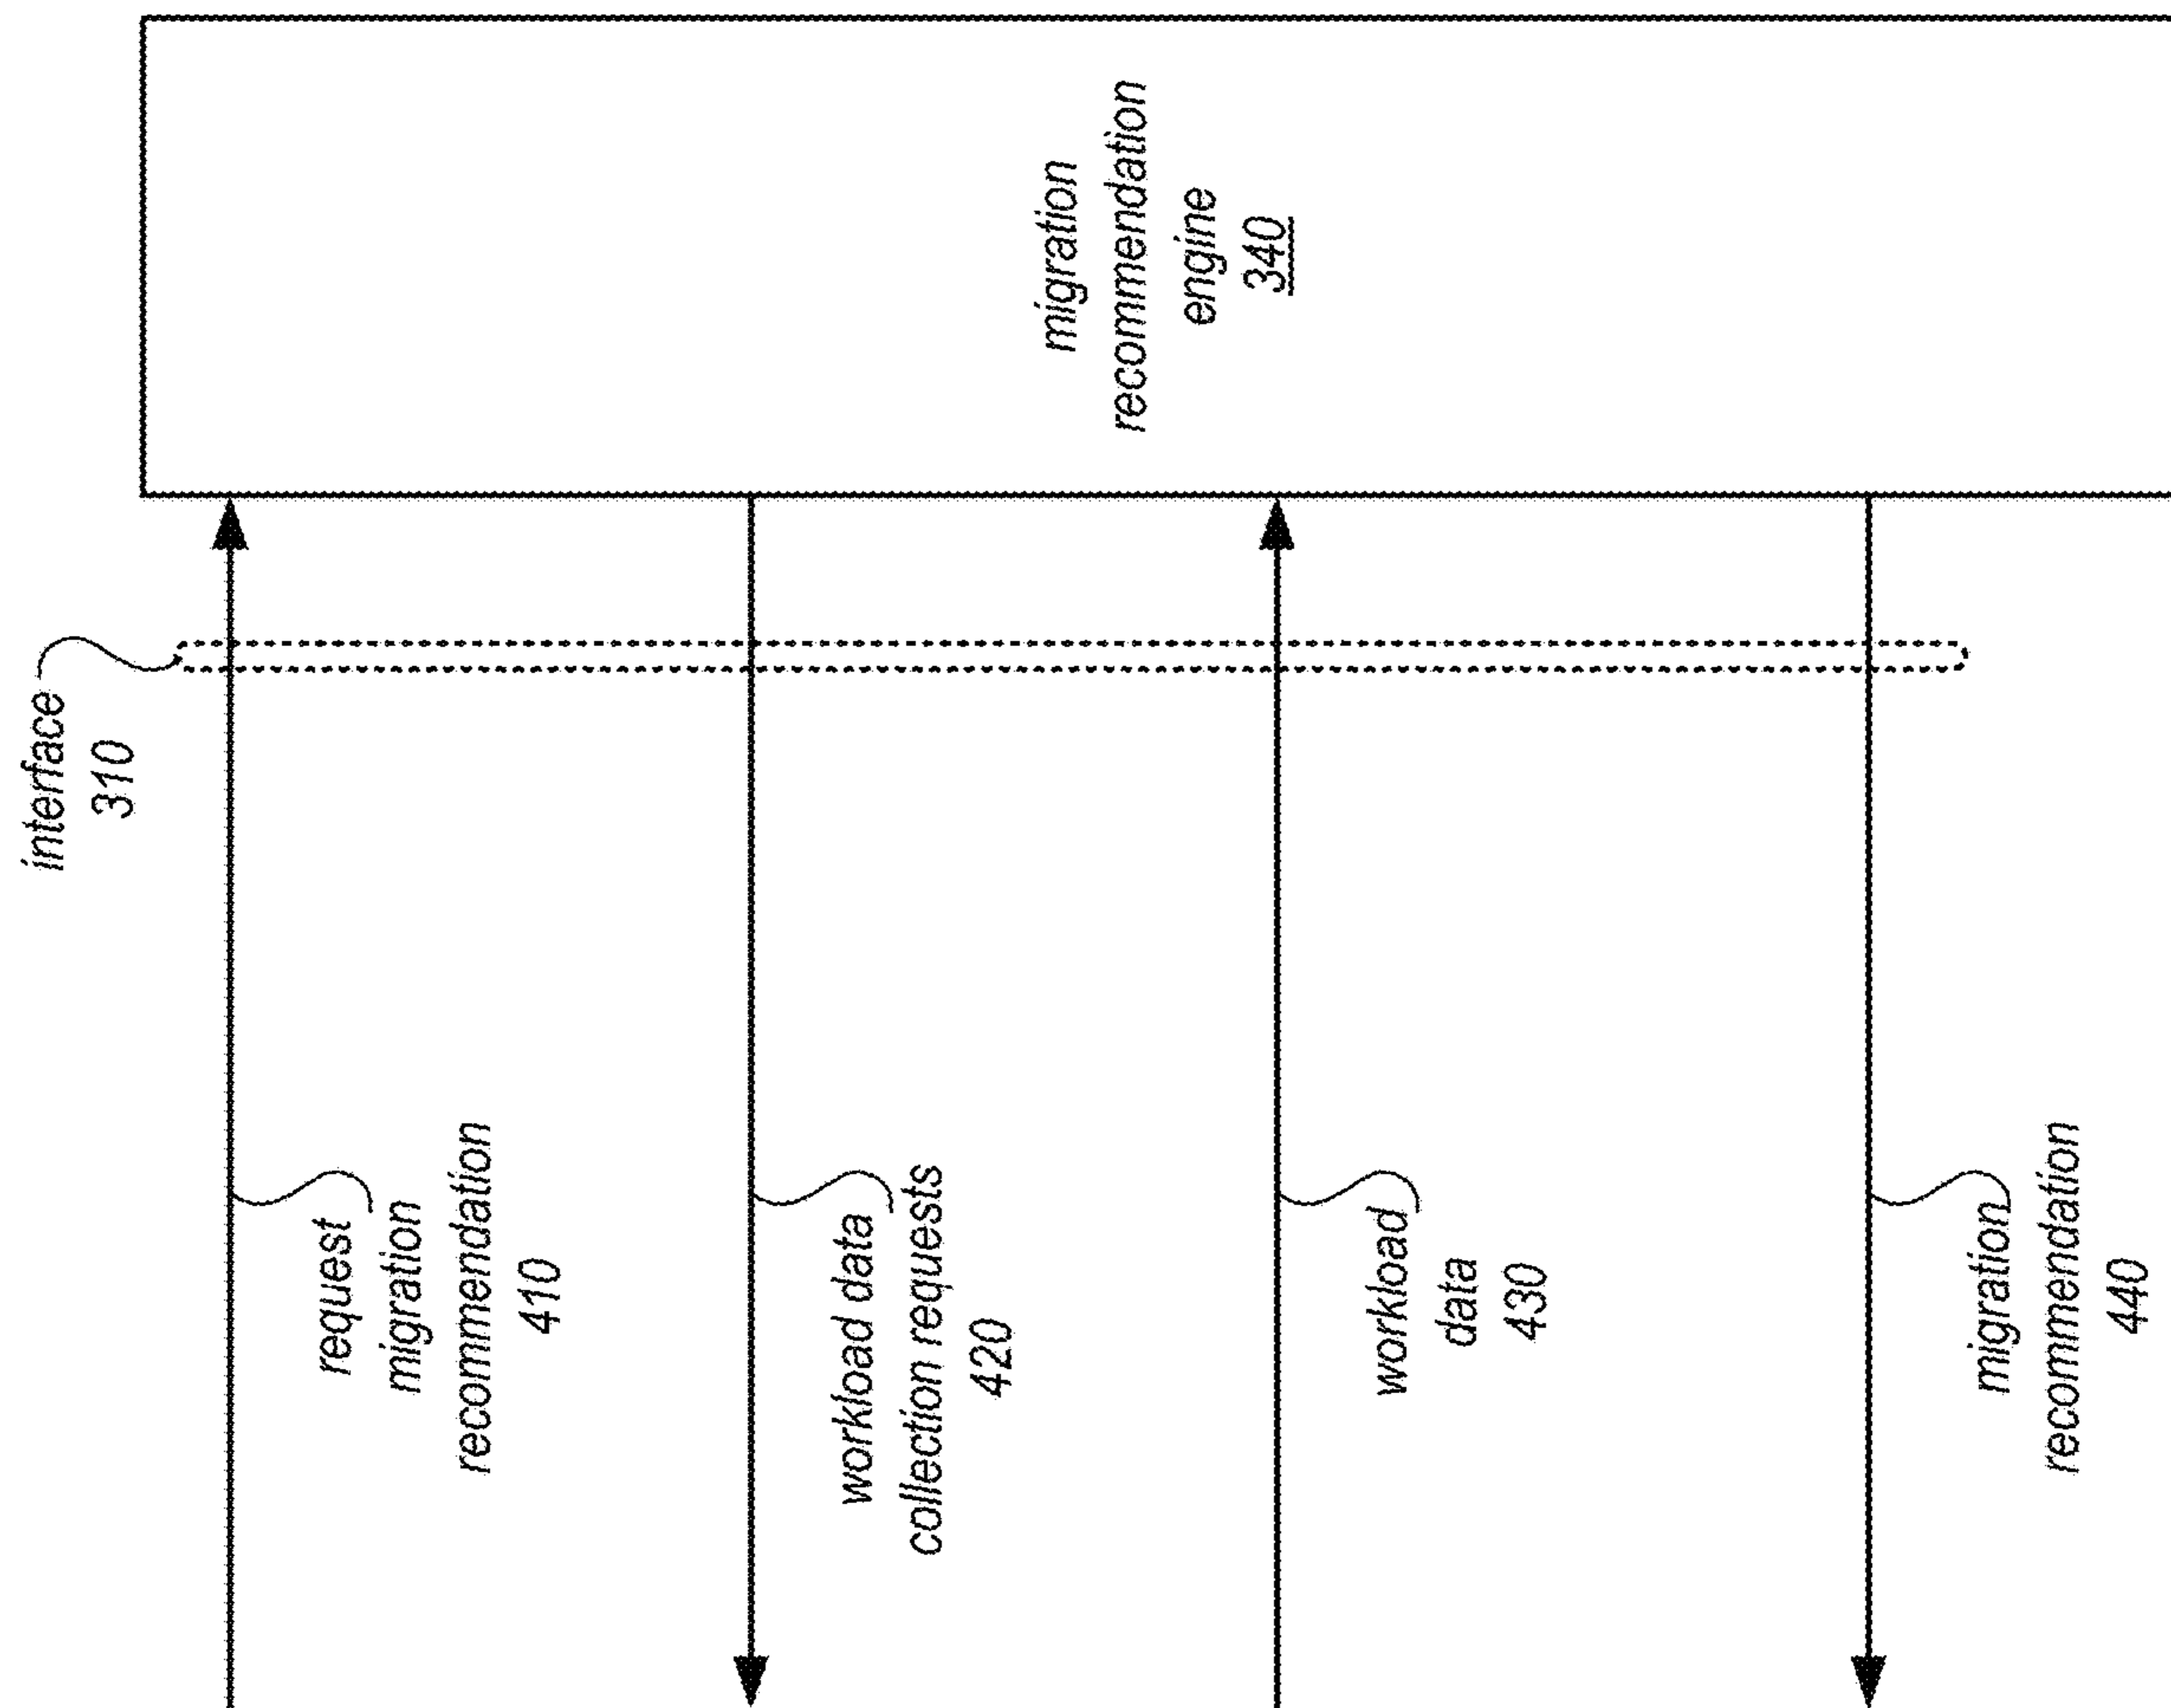 interface
310
request
migration
recommendation
410
workload data
collection requests
420
workload
data
430
migration
recommendation
440
migration
recommendation
engine
340